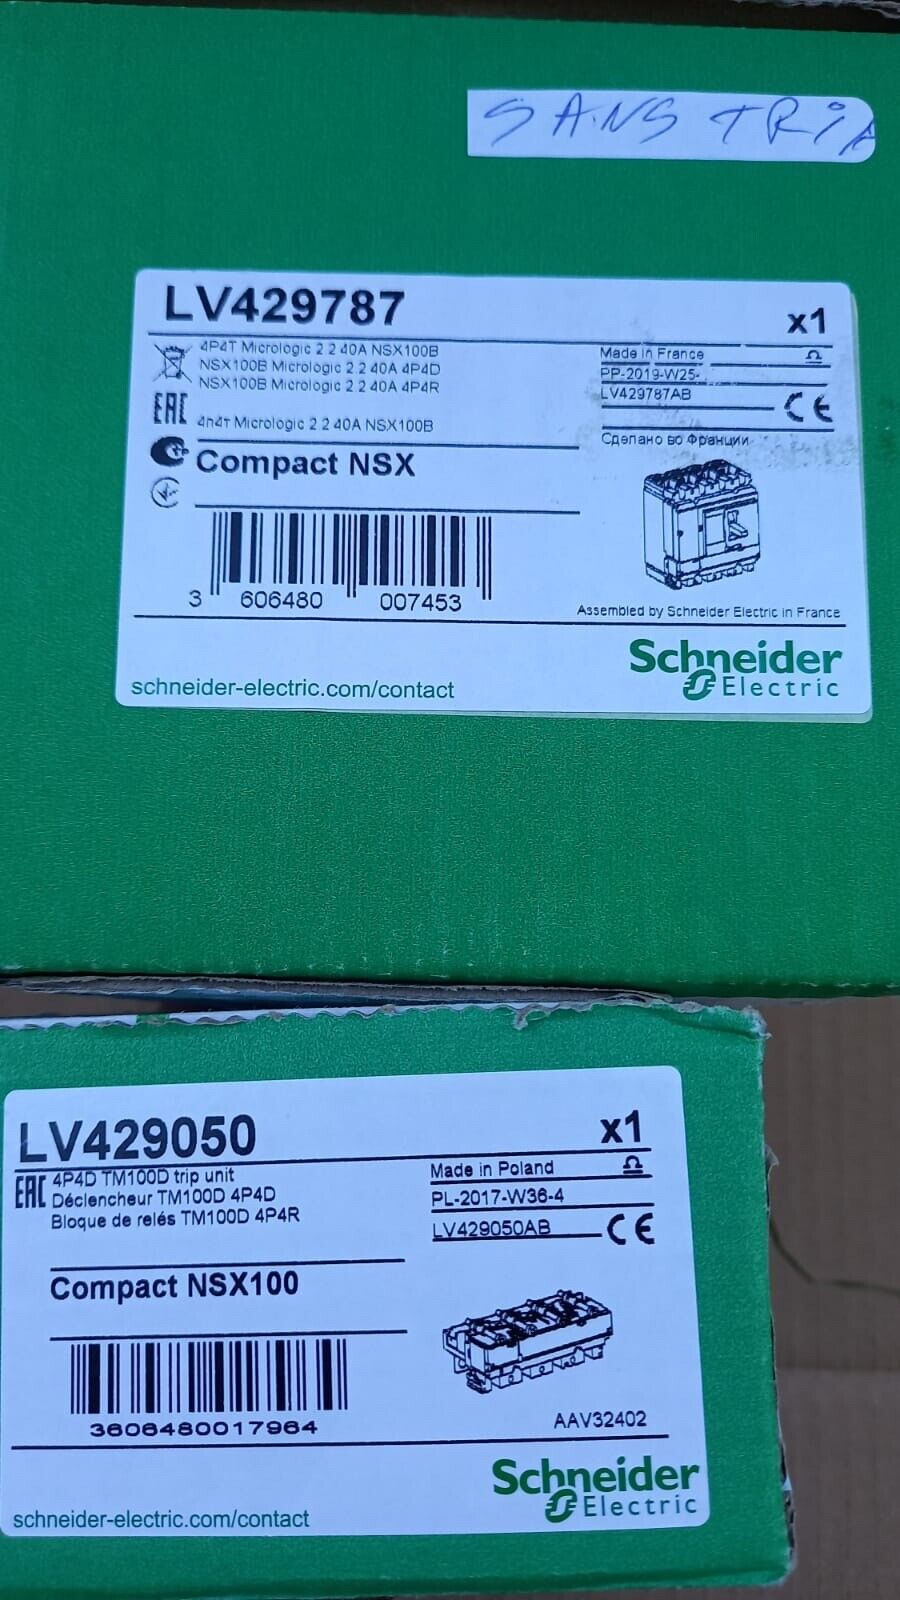 SANS TRIP
LV429787
x1
4P4T Micrologic 2 2 40A NSX100B
NSX100B Micrologic 2 2 40A 4P4D
NSX100B Micrologic 2 2 40A 4P4R
4п4т Micrologic 2 2 40A NSX100B
EAC
Compact NSX
Made in France
PP-2019-W25-
LV429787AB
CE
Сделано во Франции
3 606480 007453
Assembled by Schneider Electric in France
Schneider
Electric
schneider-electric.com/contact
LV429050
x1
EAC
4P4D TM100D trip unit
Déclencheur TM100D 4P4D
Bloque de relés TM100D 4P4R
Made in Poland
PL-2017-W36-4
LV429050AB
CE
Compact NSX100
3606480017964
AAV32402
Schneider
Electric
schneider-electric.com/contact